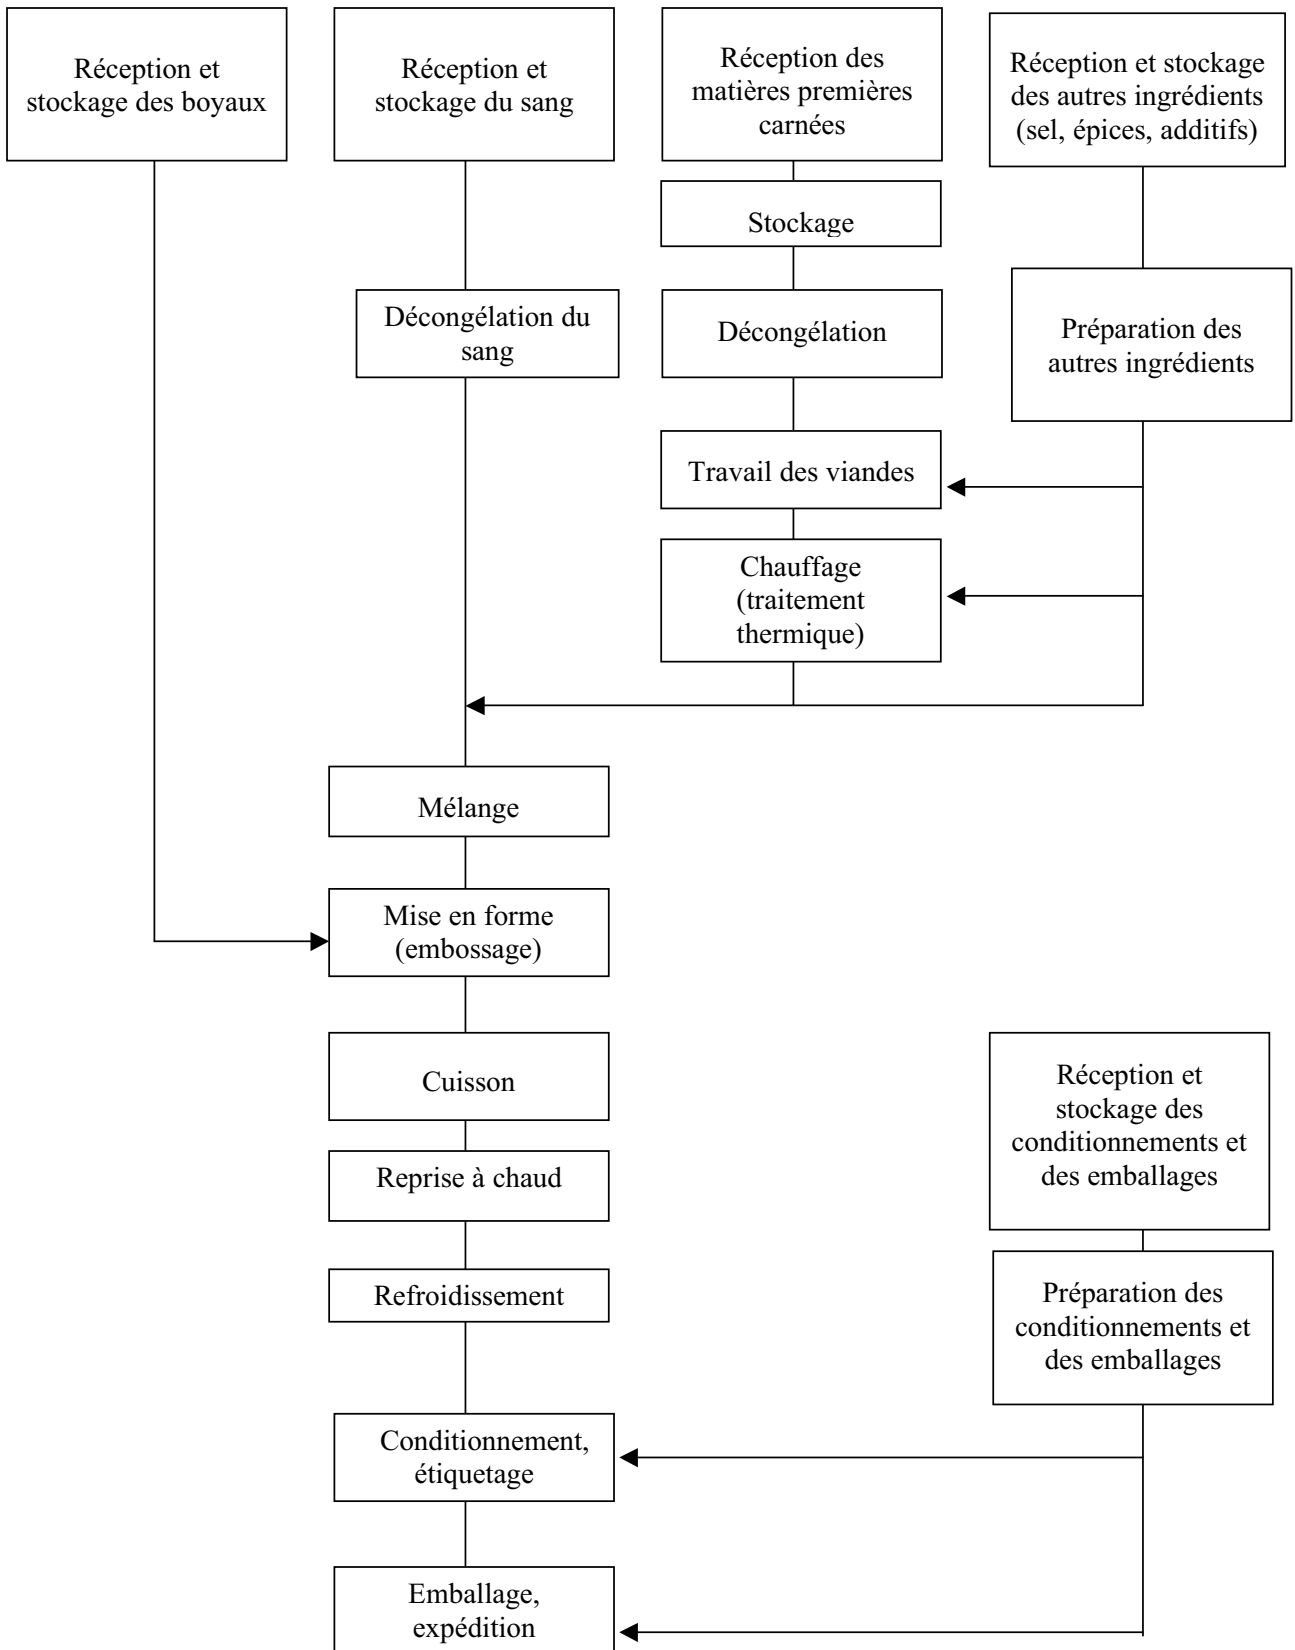 Réception et
stockage des boyaux
Réception et
stockage du sang
Réception des
matières premières
carnées
Réception et stockage
des autres ingrédients
(sel, épices, additifs)
Stockage
Décongélation du
sang
Décongélation
Préparation des
autres ingrédients
Travail des viandes
Chauffage
(traitement
thermique)
Mélange
Mise en forme
(embossage)
Cuisson
Reprise à chaud
Refroidissement
Réception et
stockage des
conditionnements et
des emballages
Préparation des
conditionnements et
des emballages
Conditionnement,
étiquetage
Emballage,
expédition